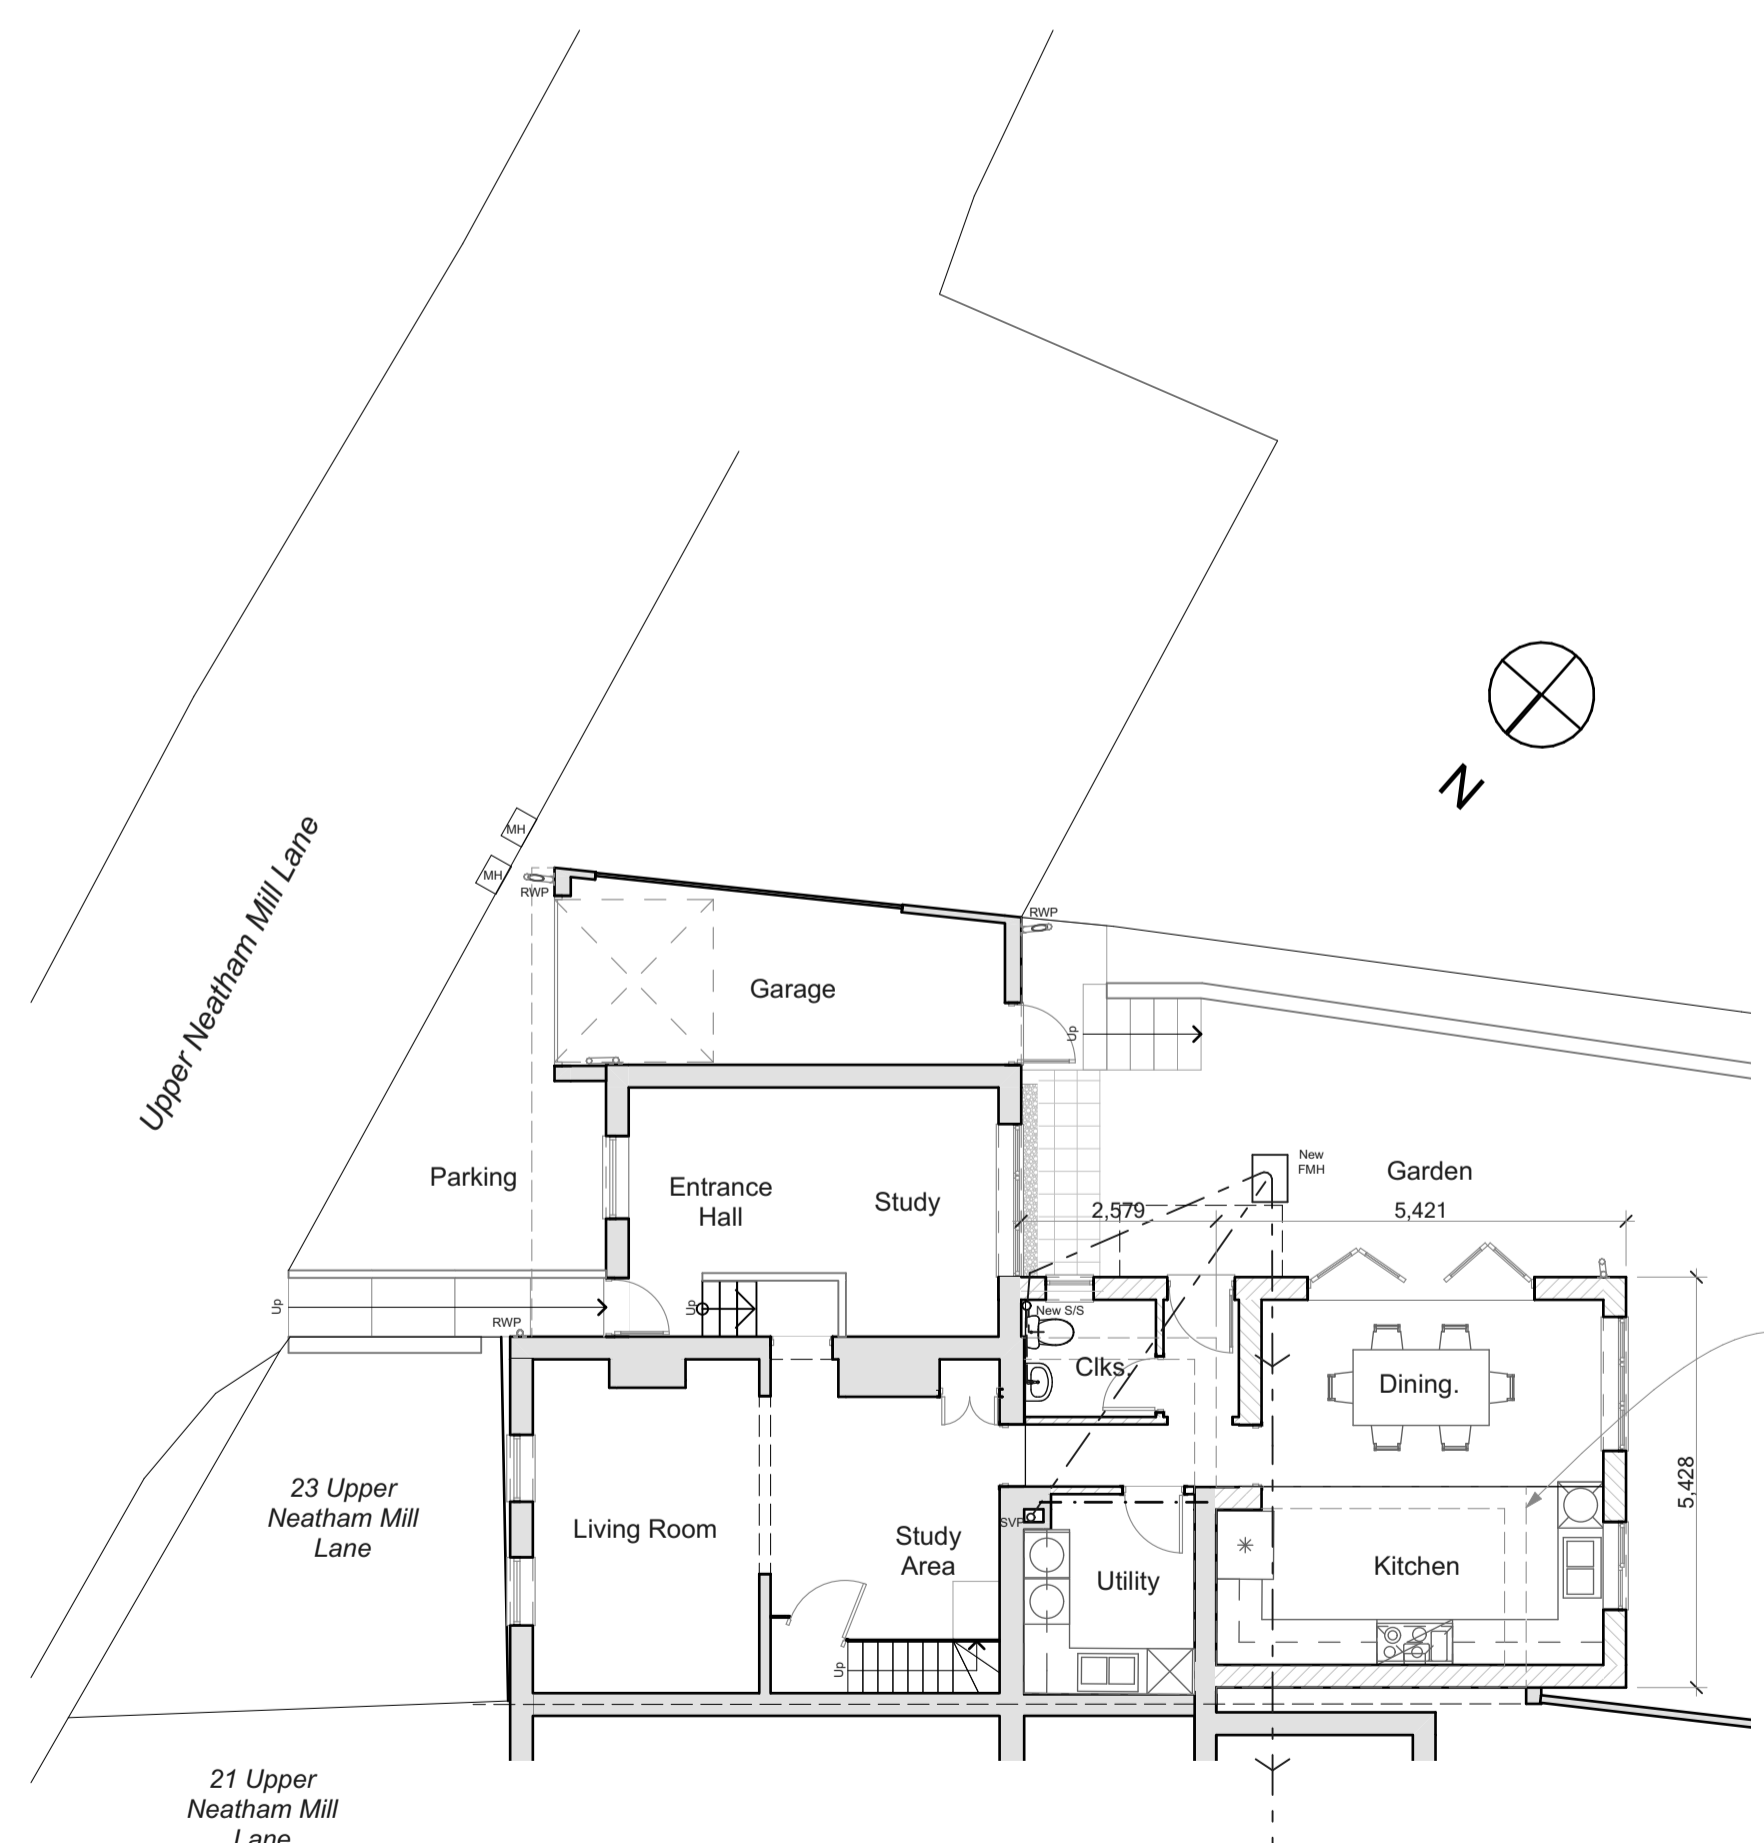 N
MH
MH
RWP
RWP
Upper Neatham Mill Lane
Garage
Up
Parking
Entrance
Hall
Study
New
FMH
Garden
2,579
5,421
Up
Up
RWP
New S/S
Clks.
Dining.
5,428
23 Upper
Neatham Mill
Lane
Living Room
Study
Area
SVP
Utility
Kitchen
Up
21 Upper
Neatham Mill
Lane